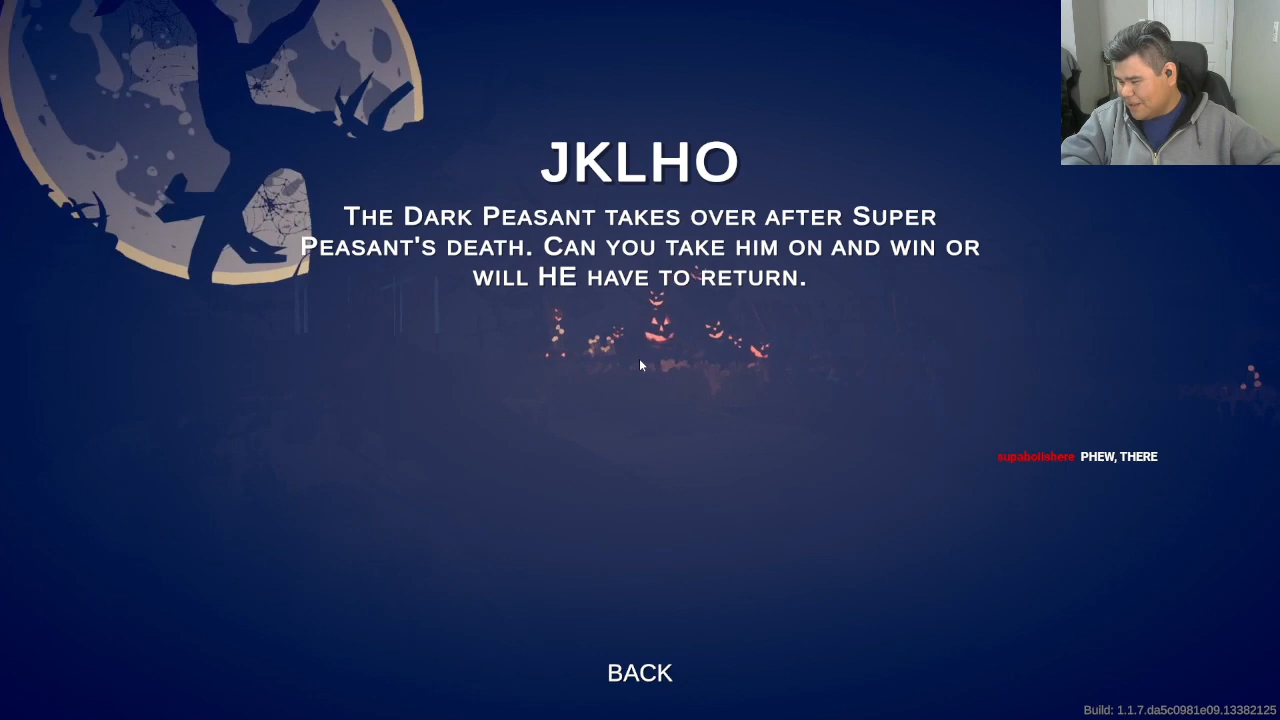 JKLHO
The Dark Peasant takes over after Super
Peasant's death. Can you take him on and win or
will HE have to return.
supabolishere PHEW, THERE
BACK
Build: 1.1.7.da5c0981e09.13382125